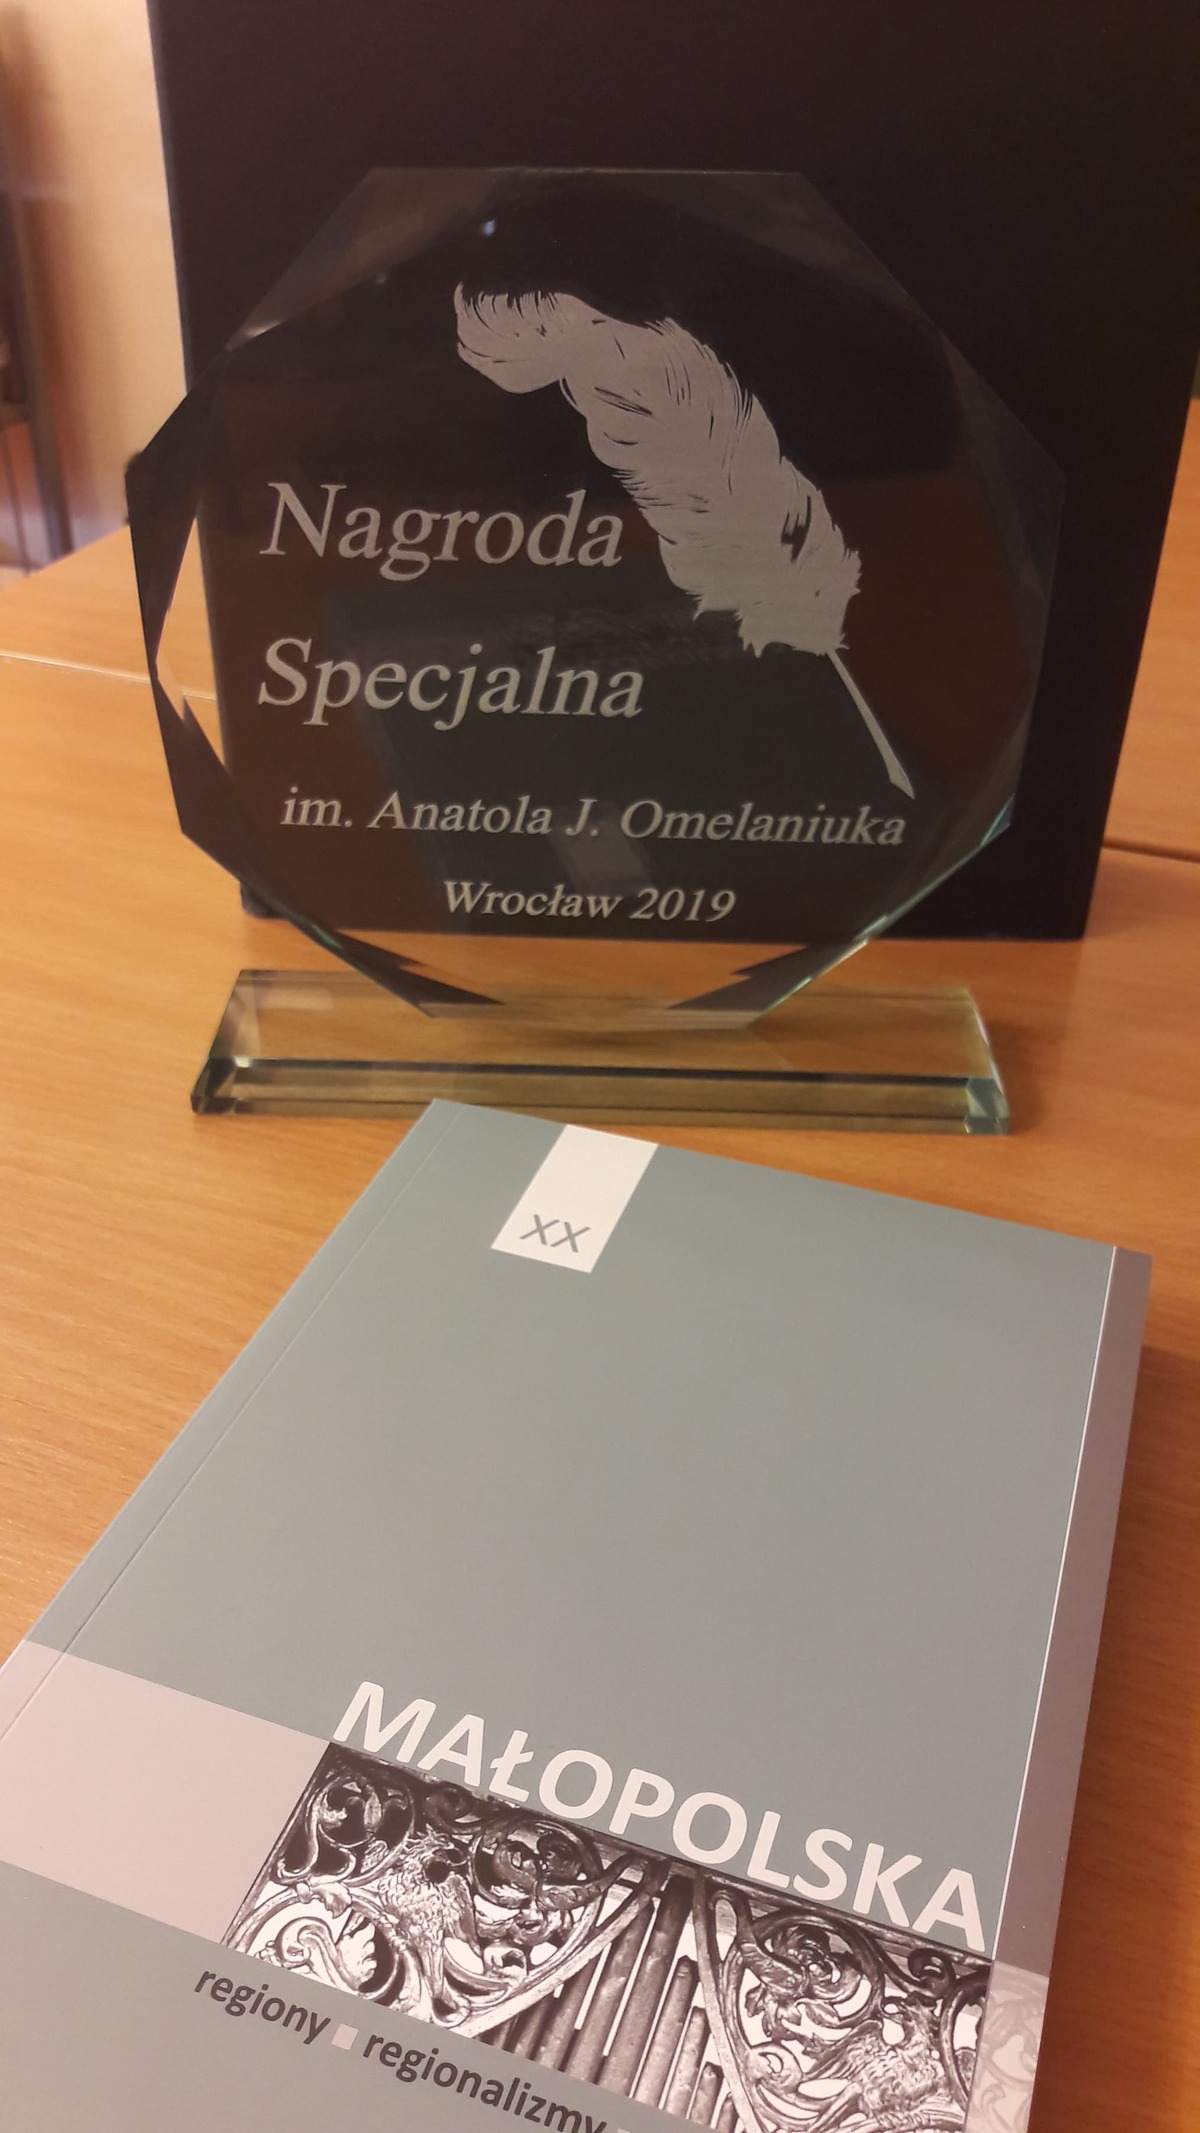 Nagroda
Specjalna
im. Anatola J. Omelaniuka
Wrocław 2019
XX
MAŁOPOLSKA
regiony ■ regionalizmy